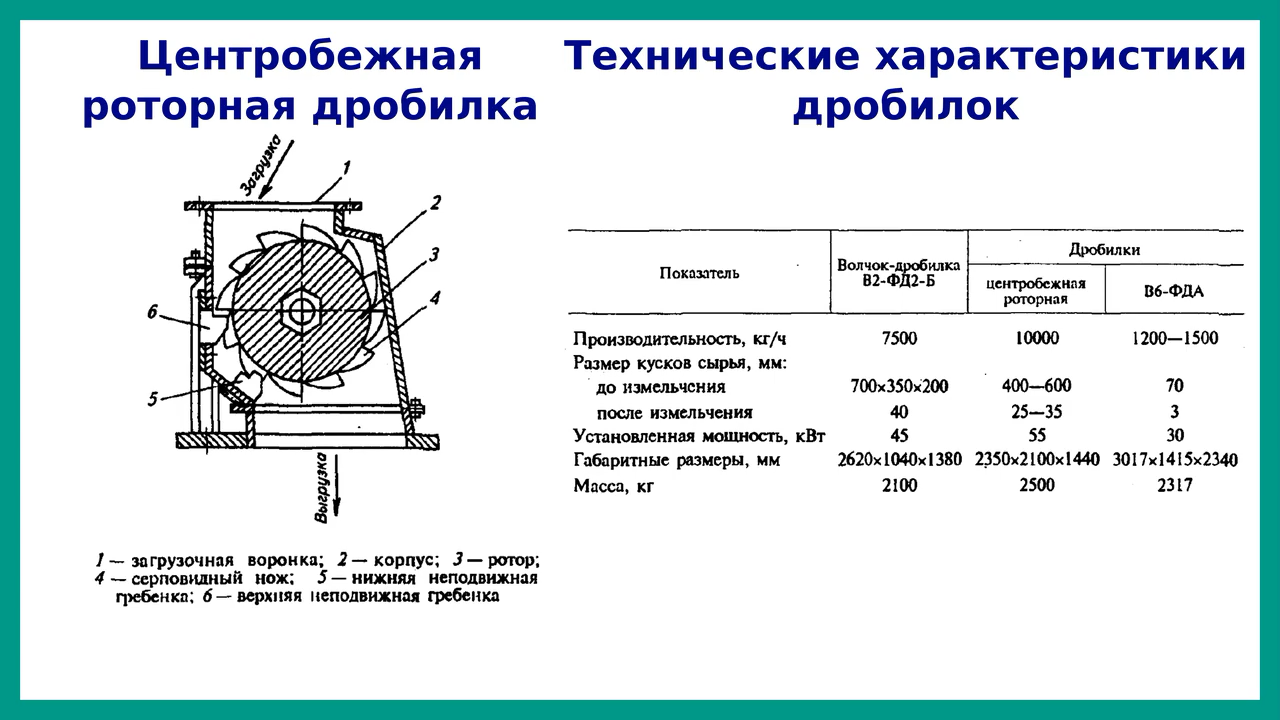 Центробежная
роторная дробилка
Технические характеристики
дробилок
Загрузка
1
2
3
4
6
5
Выгрузка
1 — загрузочная воронка; 2 — корпус; 3 — ротор;
4 — серповидный нож; 5 — нижняя неподвижная
гребенка; 6 — верхняя неподвижная гребенка
Показатель
Волчок-дробилка
В2-ФД2-Б
Дробилки
центробежная
роторная
В6-ФДА
Производительность, кг/ч 7500 10000 1200—1500
Размер кусков сырья, мм:
до измельчения 700×350×200 400—600 70
после измельчения 40 25—35 3
Установленная мощность, кВт 45 55 30
Габаритные размеры, мм 2620×1040×1380 2350×2100×1440 3017×1415×2340
Масса, кг 2100 2500 2317